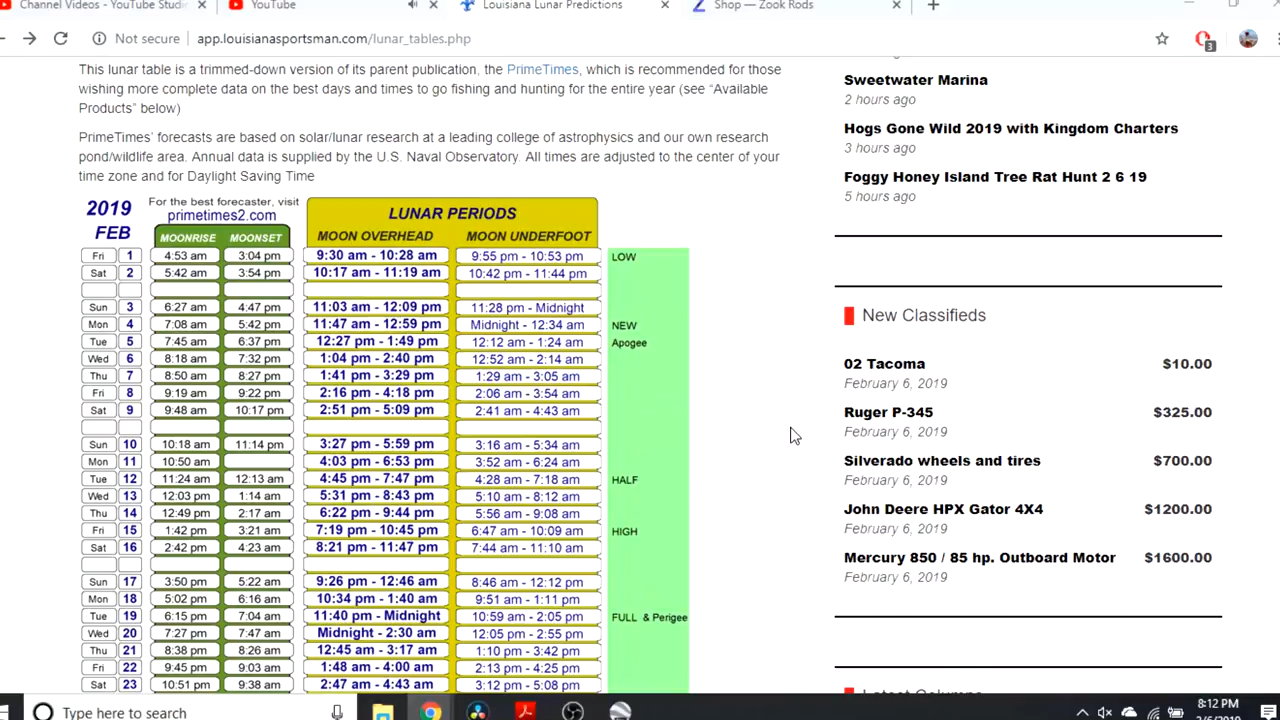 Channel Videos - YouTube Studi
YouTube
Louisiana Lunar Predictions
Shop — Zook Rods
Not secure app.louisianasportsman.com/lunar_tables.php
3
This lunar table is a trimmed-down version of its parent publication, the PrimeTimes, which is recommended for those
wishing more complete data on the best days and times to go fishing and hunting for the entire year (see “Available
Products” below)
PrimeTimes’ forecasts are based on solar/lunar research at a leading college of astrophysics and our own research
pond/wildlife area. Annual data is supplied by the U.S. Naval Observatory. All times are adjusted to the center of your
time zone and for Daylight Saving Time
2019 FEB
For the best forecaster, visit
primetimes2.com
LUNAR PERIODS
MOONRISE MOONSET MOON OVERHEAD MOON UNDERFOOT
Fri 1 4:53 am 3:04 pm 9:30 am - 10:28 am 9:55 pm - 10:53 pm LOW
Sat 2 5:42 am 3:54 pm 10:17 am - 11:19 am 10:42 pm - 11:44 pm
Sun 3 6:27 am 4:47 pm 11:03 am - 12:09 pm 11:28 pm - Midnight
Mon 4 7:08 am 5:42 pm 11:47 am - 12:59 pm Midnight - 12:34 am NEW
Tue 5 7:45 am 6:37 pm 12:27 pm - 1:49 pm 12:12 am - 1:24 am Apogee
Wed 6 8:18 am 7:32 pm 1:04 pm - 2:40 pm 12:52 am - 2:14 am
Thu 7 8:50 am 8:27 pm 1:41 pm - 3:29 pm 1:29 am - 3:05 am
Fri 8 9:19 am 9:22 pm 2:16 pm - 4:18 pm 2:06 am - 3:54 am
Sat 9 9:48 am 10:17 pm 2:51 pm - 5:09 pm 2:41 am - 4:43 am
Sun 10 10:18 am 11:14 pm 3:27 pm - 5:59 pm 3:16 am - 5:34 am
Mon 11 10:50 am 4:03 pm - 6:53 pm 3:52 am - 6:24 am
Tue 12 11:24 am 12:13 am 4:45 pm - 7:47 pm 4:28 am - 7:18 am HALF
Wed 13 12:03 pm 1:14 am 5:31 pm - 8:43 pm 5:10 am - 8:12 am
Thu 14 12:49 pm 2:17 am 6:22 pm - 9:44 pm 5:56 am - 9:08 am
Fri 15 1:42 pm 3:21 am 7:19 pm - 10:45 pm 6:47 am - 10:09 am HIGH
Sat 16 2:42 pm 4:23 am 8:21 pm - 11:47 pm 7:44 am - 11:10 am
Sun 17 3:50 pm 5:22 am 9:26 pm - 12:46 am 8:46 am - 12:12 pm
Mon 18 5:02 pm 6:16 am 10:34 pm - 1:40 am 9:51 am - 1:11 pm
Tue 19 6:15 pm 7:04 am 11:40 pm - Midnight 10:59 am - 2:05 pm FULL & Perigee
Wed 20 7:27 pm 7:47 am Midnight - 2:30 am 12:05 pm - 2:55 pm
Thu 21 8:38 pm 8:26 am 12:45 am - 3:17 am 1:10 pm - 3:42 pm
Fri 22 9:45 pm 9:03 am 1:48 am - 4:00 am 2:13 pm - 4:25 pm
Sat 23 10:51 pm 9:38 am 2:47 am - 4:43 am 3:12 pm - 5:08 pm
Sweetwater Marina
2 hours ago
Hogs Gone Wild 2019 with Kingdom Charters
3 hours ago
Foggy Honey Island Tree Rat Hunt 2 6 19
5 hours ago
New Classifieds
02 Tacoma $10.00
February 6, 2019
Ruger P-345 $325.00
February 6, 2019
Silverado wheels and tires $700.00
February 6, 2019
John Deere HPX Gator 4X4 $1200.00
February 6, 2019
Mercury 850 / 85 hp. Outboard Motor $1600.00
February 6, 2019
Latest Columns
Type here to search
8:12 PM
2/6/2019